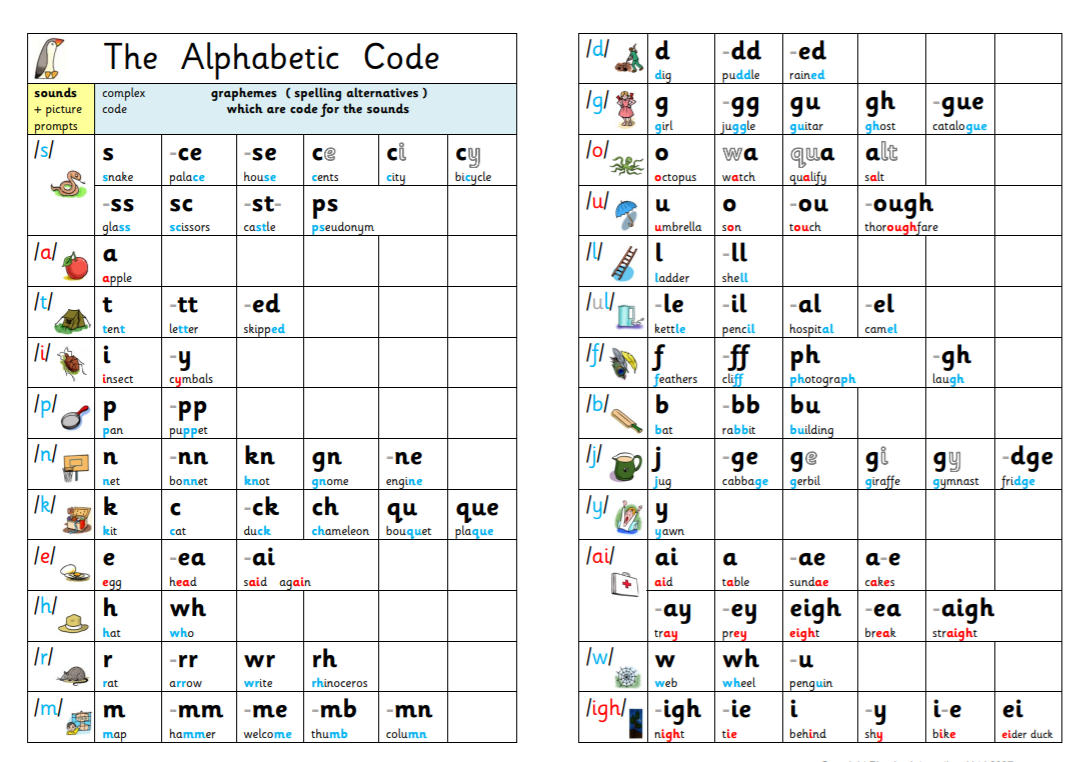 The Alphabetic Code
sounds
+ picture
prompts
complex
code
graphemes ( spelling alternatives )
which are code for the sounds
/s/
s -ce -se ce ci cy
snake palace house cents city bicycle
-ss sc -st- ps
glass scissors castle pseudonym
/a/ a
apple
/t/ t -tt -ed
tent letter skipped
/i/ i -y
insect cymbals
/p/ p -pp
pan puppet
/n/ n -nn kn gn -ne
net bonnet knot gnome engine
/k/ k c -ck ch qu que
kit cat duck chameleon bouquet plaque
/e/ e -ea -ai
egg head said again
/h/ h wh
hat who
/r/ r -rr wr rh
rat arrow write rhinoceros
/m/ m -mm -me -mb -mn
map hammer welcome thumb column
/d/ d -dd -ed
dig puddle rained
/g/ g -gg gu gh -gue
girl juggle guitar ghost catalogue
/o/ o wa qua alt
octopus watch qualify salt
/u/ u o -ou -ough
umbrella son touch thoroughfare
/l/ l -ll
ladder shell
/ul/ -le -il -al -el
kettle pencil hospital camel
/f/ f -ff ph -gh
feathers cliff photograph laugh
/b/ b -bb bu
bat rabbit building
/j/ j -ge ge gi gy -dge
jug cabbage gerbil giraffe gymnast fridge
/y/ y
yawn
/ai/ ai a -ae a-e
aid table sundae cakes
-ay -ey eigh -ea -aigh
tray prey eight break straight
/w/ w wh -u
web wheel penguin
/igh/ -igh -ie i -y i-e ei
night tie behind shy bike eider duck